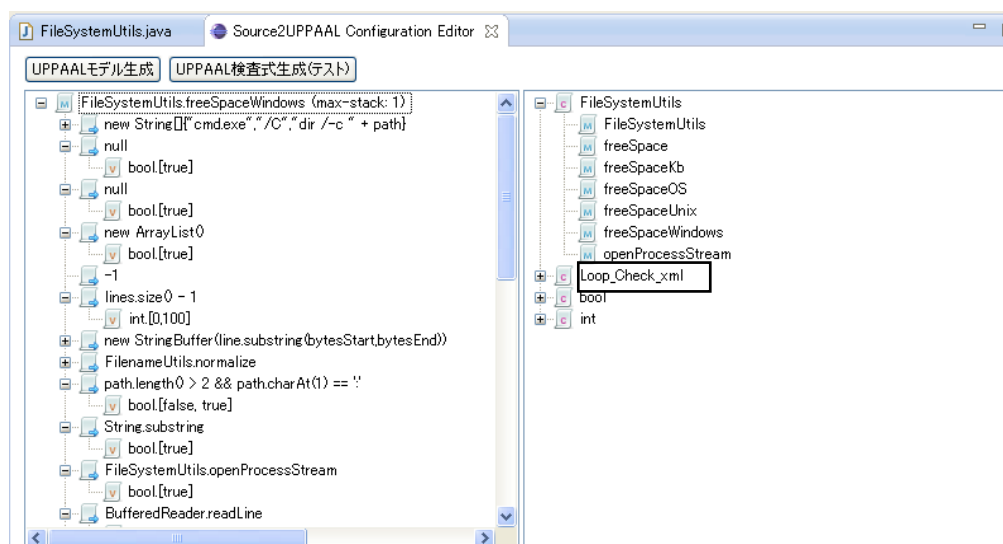 FileSystemUtils.java
Source2UPPAAL Configuration Editor
UPPAALモデル生成
UPPAAL検査式生成(テスト)
FileSystemUtils.freeSpaceWindows (max-stack: 1)
new String[]{"cmd.exe","/C","dir /-c " + path}
null
bool.[true]
null
bool.[true]
new ArrayList()
bool.[true]
-1
lines.size() - 1
int.[0,100]
new StringBuffer(line.substring(bytesStart,bytesEnd))
FilenameUtils.normalize
path.length() > 2 && path.charAt(1) == ':'
bool.[false, true]
String.substring
bool.[true]
FileSystemUtils.openProcessStream
bool.[true]
BufferedReader.readLine
FileSystemUtils
FileSystemUtils
freeSpace
freeSpaceKb
freeSpaceOS
freeSpaceUnix
freeSpaceWindows
openProcessStream
Loop_Check_xml
bool
int